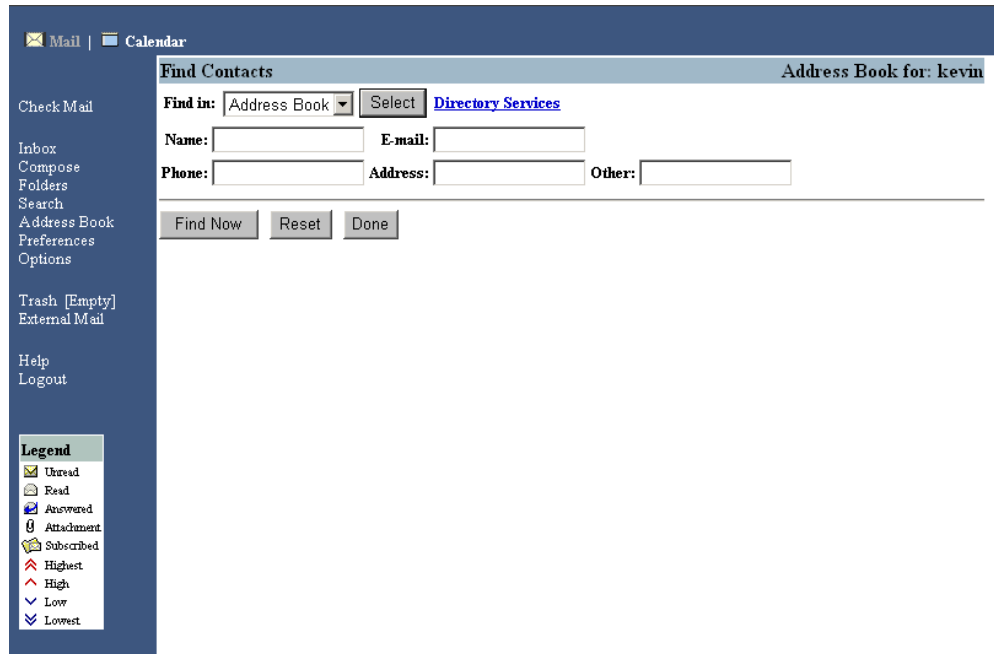 Mail | Calendar
Find Contacts Address Book for: kevin
Find in: Address Book Select Directory Services
Name: E-mail:
Phone: Address: Other:
Find Now Reset Done
Check Mail
Inbox
Compose
Folders
Search
Address Book
Preferences
Options
Trash [Empty]
External Mail
Help
Logout
Legend
Unread
Read
Answered
Attachment
Subscribed
Highest
High
Low
Lowest